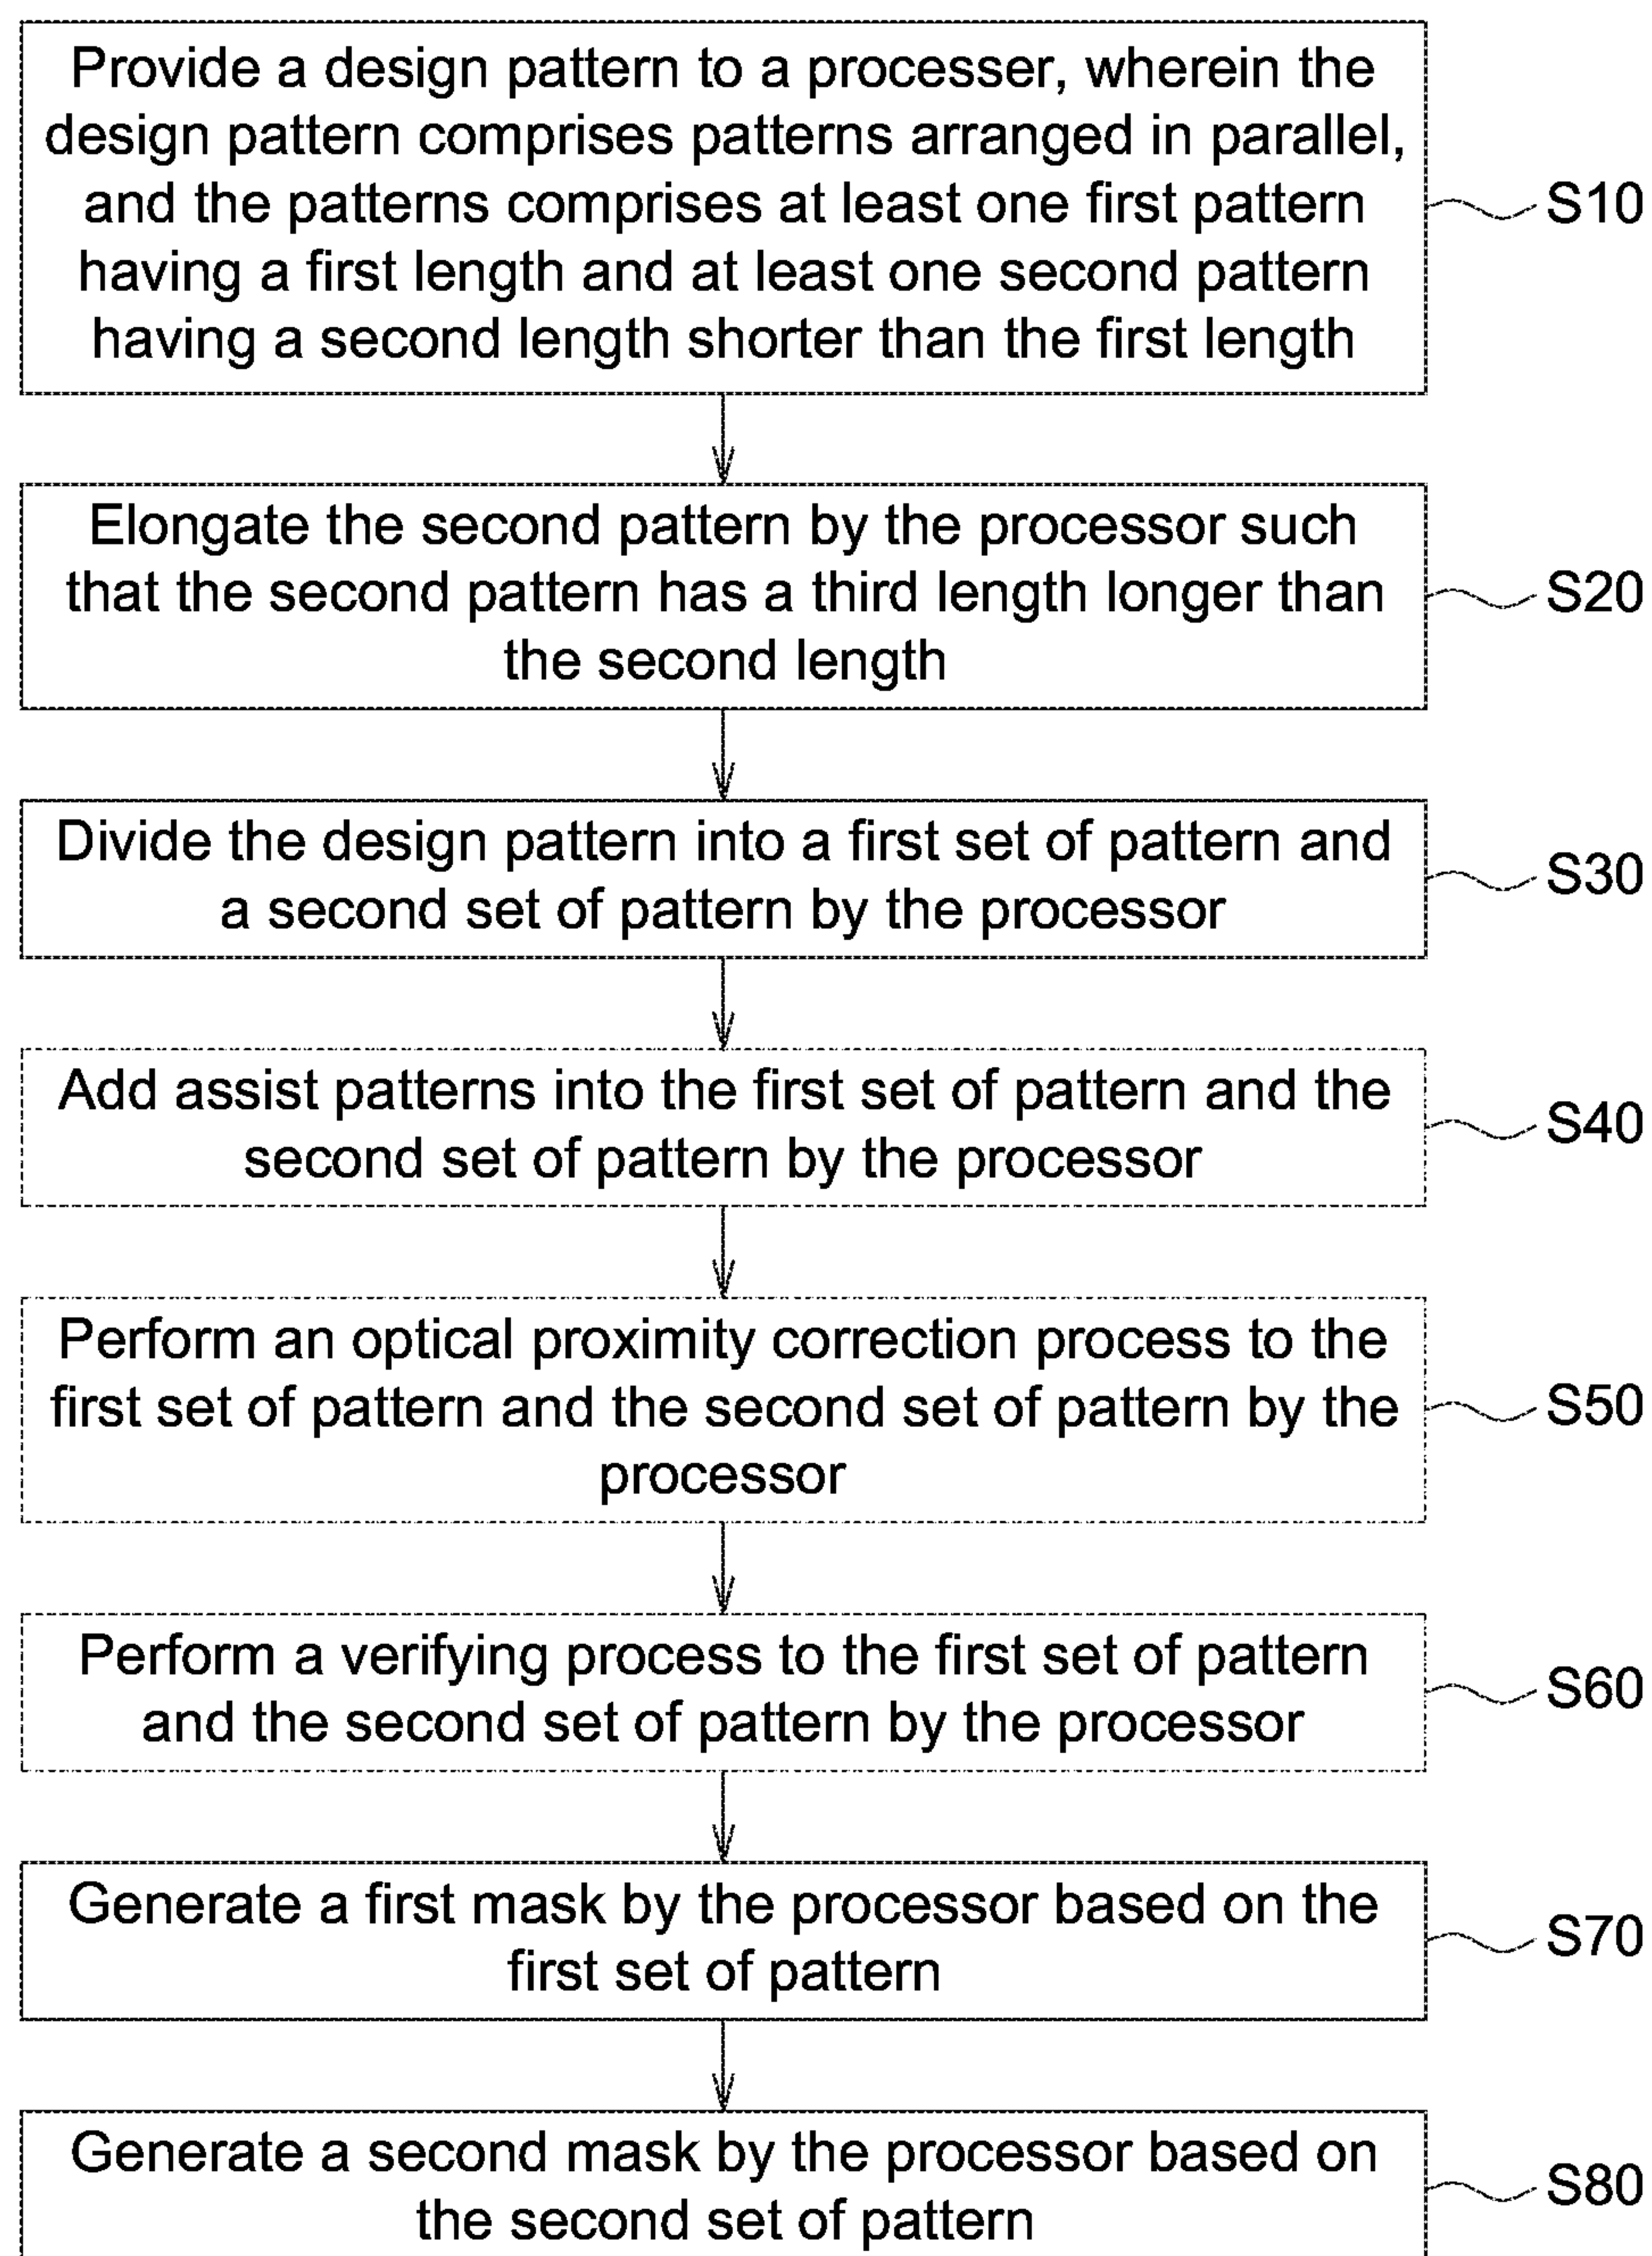 Provide a design pattern to a processer, wherein the
design pattern comprises patterns arranged in parallel,
and the patterns comprises at least one first pattern
having a first length and at least one second pattern
having a second length shorter than the first length
S10
Elongate the second pattern by the processor such
that the second pattern has a third length longer than
the second length
S20
Divide the design pattern into a first set of pattern and
a second set of pattern by the processor
S30
Add assist patterns into the first set of pattern and the
second set of pattern by the processor
S40
Perform an optical proximity correction process to the
first set of pattern and the second set of pattern by the
processor
S50
Perform a verifying process to the first set of pattern
and the second set of pattern by the processor
S60
Generate a first mask by the processor based on the
first set of pattern
S70
Generate a second mask by the processor based on
the second set of pattern
S80